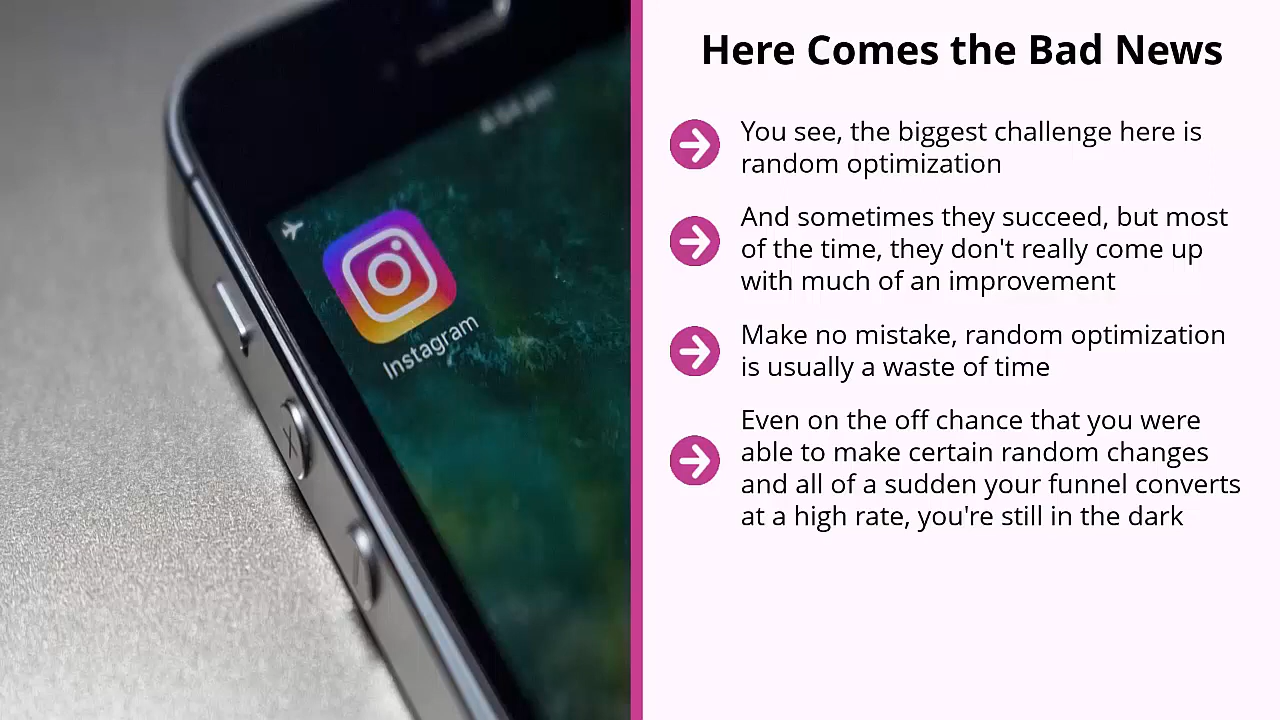 Here Comes the Bad News
You see, the biggest challenge here is
random optimization
And sometimes they succeed, but most
of the time, they don't really come up
with much of an improvement
Make no mistake, random optimization
is usually a waste of time
Even on the off chance that you were
able to make certain random changes
and all of a sudden your funnel converts
at a high rate, you're still in the dark
Instagram